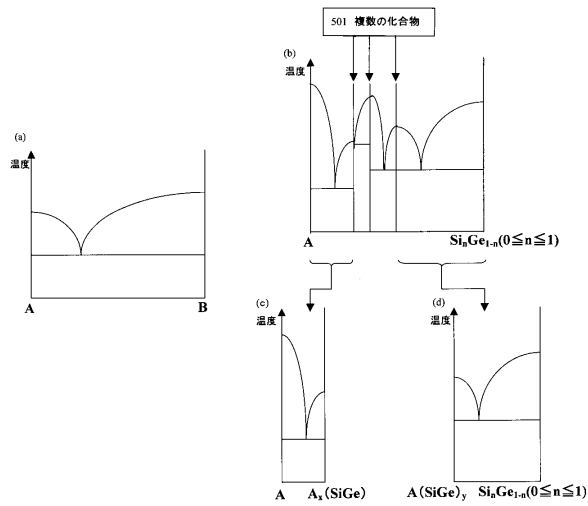 501 複数の化合物
(b)
温度
A SinGe1-n(0≦n≦1)
(a)
温度
A B
(c)
温度
A Ax(SiGe)
(d)
温度
A(SiGe)y SinGe1-n(0≦n≦1)